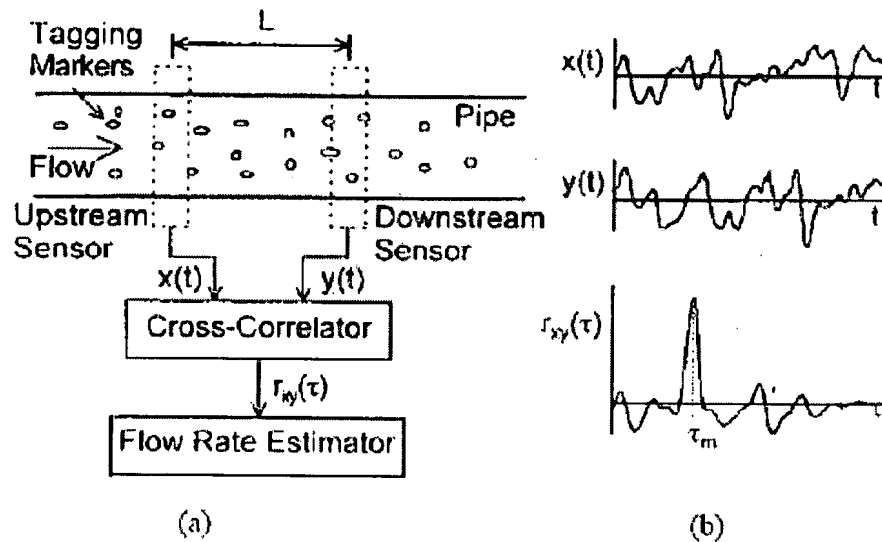 L
Tagging
Markers
Pipe
Flow
Upstream
Sensor
Downstream
Sensor
x(t)
y(t)
Cross-Correlator
r_xy(τ)
Flow Rate Estimator
(a)
x(t)
t
y(t)
t
r_xy(τ)
τ_m
τ
(b)